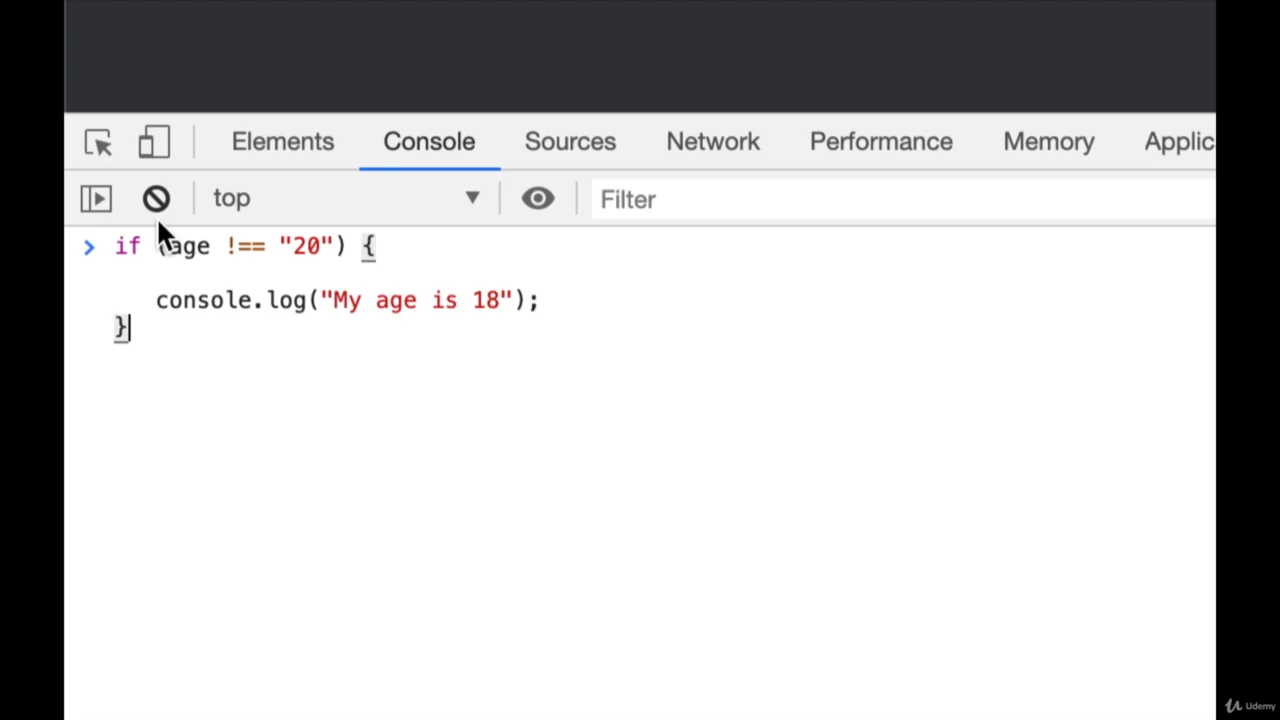 Elements Console Sources Network Performance Memory Applic
top Filter
if (age !== "20") {
console.log("My age is 18");
}
Udemy